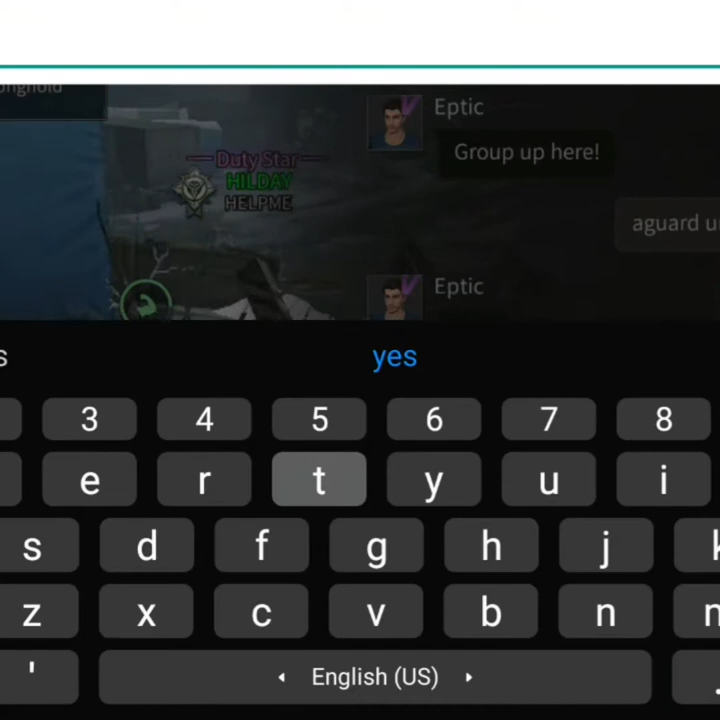 onghold
Eptic
Duty Star
Group up here!
HILDAY
HELPME
aguard u
Eptic
s
yes
3 4 5 6 7 8
e r t y u i
s d f g h j k
z x c v b n
' English (US)